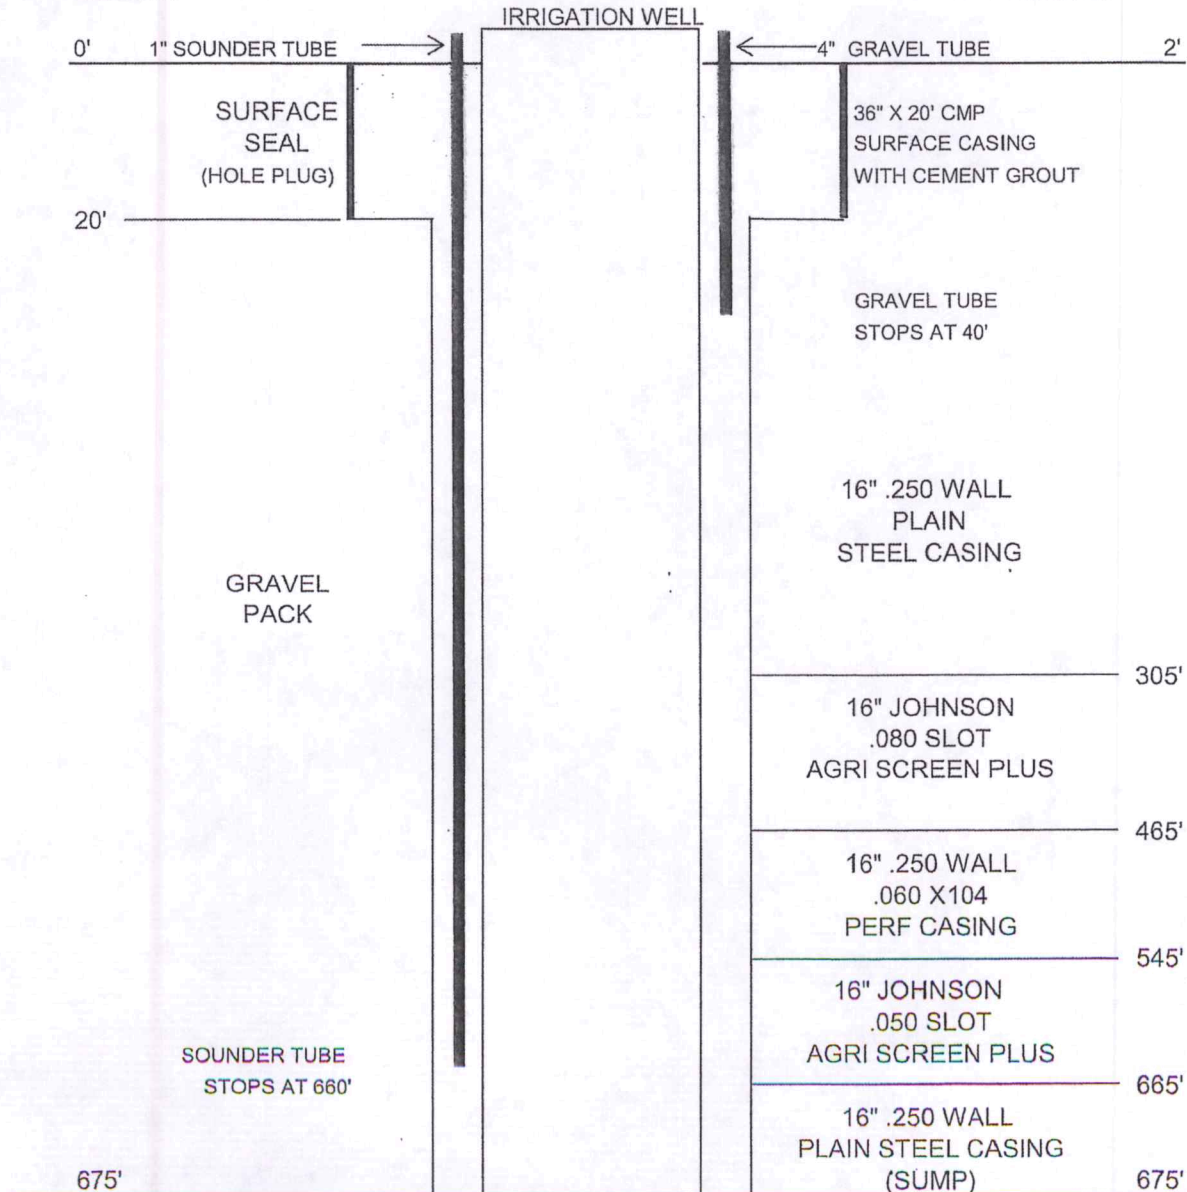 IRRIGATION WELL
0' 1" SOUNDER TUBE 4" GRAVEL TUBE 2'
SURFACE
SEAL
(HOLE PLUG)
36" X 20' CMP
SURFACE CASING
WITH CEMENT GROUT
20'
GRAVEL TUBE
STOPS AT 40'
16" .250 WALL
PLAIN
STEEL CASING
GRAVEL
PACK
305'
16" JOHNSON
.080 SLOT
AGRI SCREEN PLUS
465'
16" .250 WALL
.060 X104
PERF CASING
545'
16" JOHNSON
.050 SLOT
AGRI SCREEN PLUS
SOUNDER TUBE
STOPS AT 660'
665'
16" .250 WALL
PLAIN STEEL CASING
(SUMP)
675' 675'